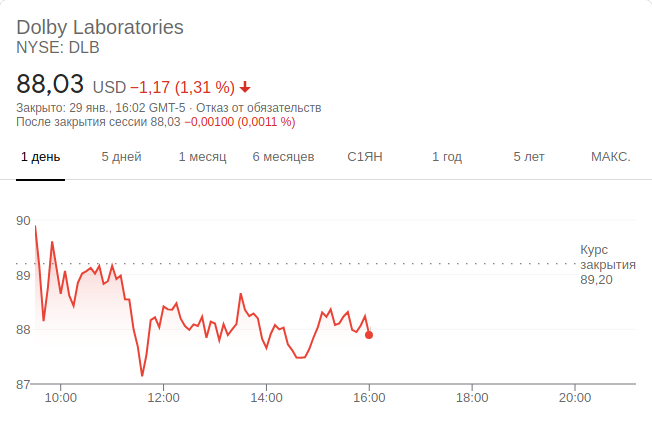 Dolby Laboratories
NYSE: DLB
88,03 USD −1,17 (1,31 %)
Закрыто: 29 янв., 16:02 GMT-5 · Отказ от обязательств
После закрытия сессии 88,03 −0,00100 (0,0011 %)
1 день 5 дней 1 месяц 6 месяцев С1ЯН 1 год 5 лет МАКС.
90
Курс
закрытия
89,20
89
88
87
10:00 12:00 14:00 16:00 18:00 20:00